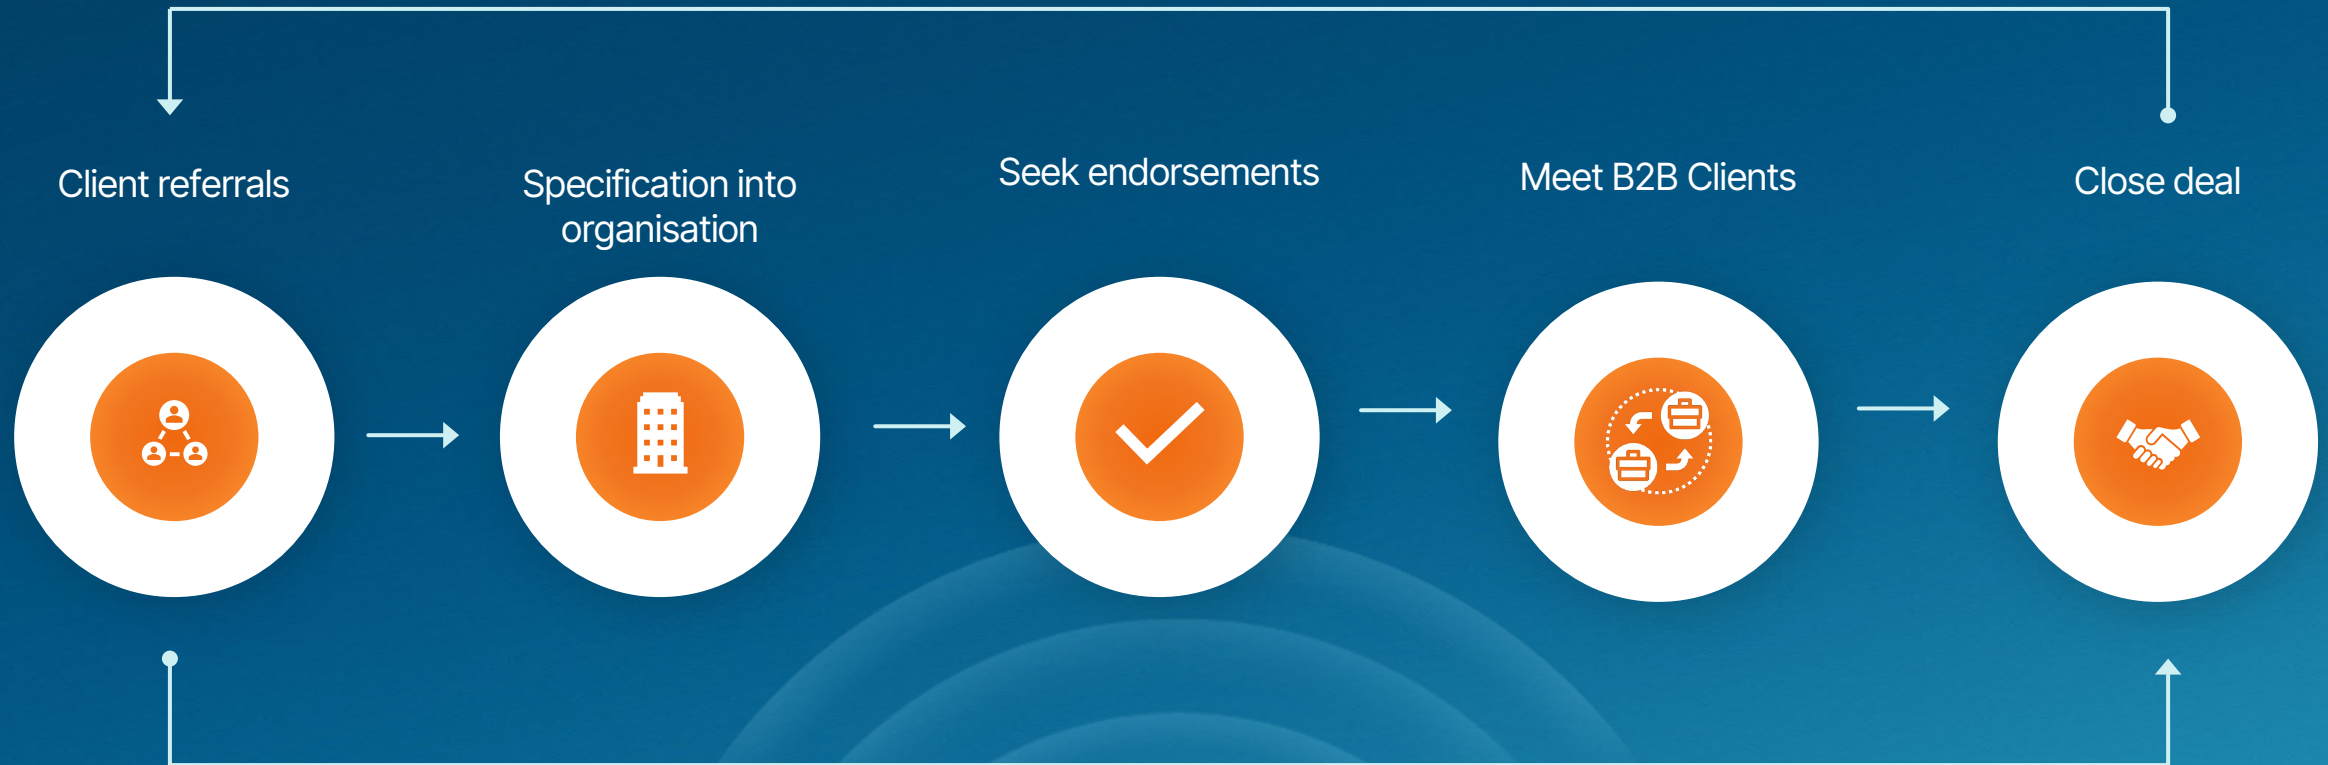 Client referrals
Specification into
organisation
Seek endorsements
Meet B2B Clients
Close deal